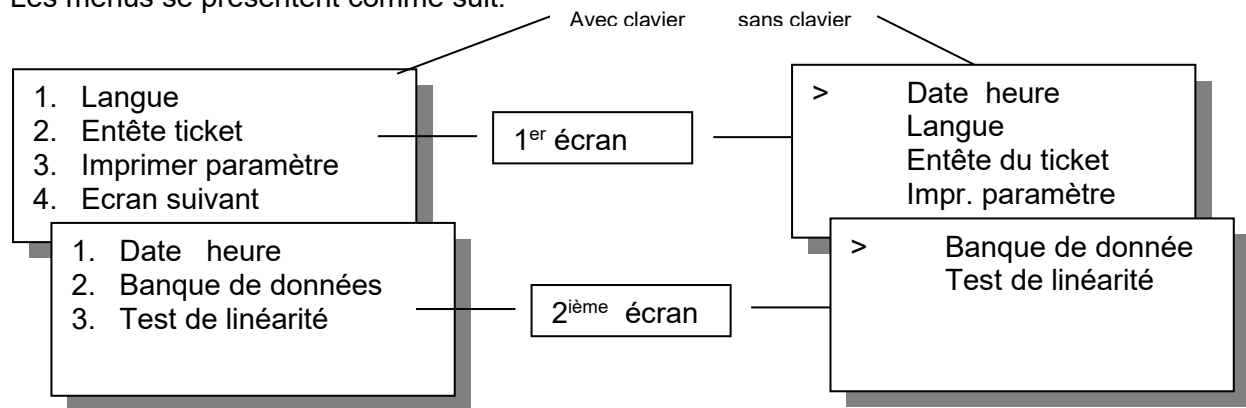 Les menus se présentent comme suit.
Avec clavier sans clavier
1. Langue
2. Entête ticket
3. Imprimer paramètre
4. Ecran suivant
1er écran
> Date heure
Langue
Entête du ticket
Impr. paramètre
1. Date heure
2. Banque de données
3. Test de linéarité
2ième écran
> Banque de donnée
Test de linéarité